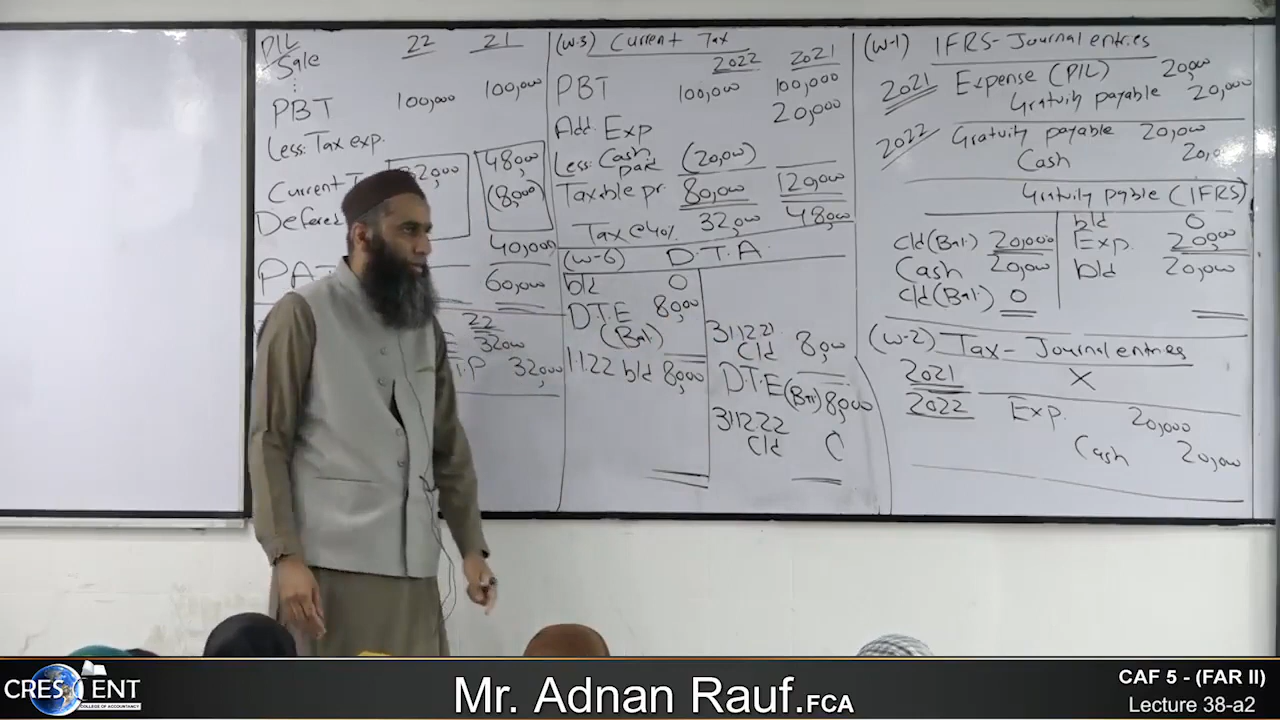 P/L 22 21
Sale
:
PBT 100,000 100,000
Less: Tax exp.
Current 32,000 48,000
Defered (8,000)
40,000
60,000
22
32,000
32,000
(W-3) Current Tax
2022 2021
PBT 100,000 100,000
Add: Exp 20,000
Less: Cash paid (20,000)
Taxible pr. 80,000 120,000
Tax @ 40% 32,000 48,000
(W-6) D.T.A
b/d 0
D.T.E 8,000
(Bal.)
31.12.21
C/d 8,000
1.1.22 b/d 8,000
D.T.E (Bal) 8,000
31.12.22
C/d 0
(W-1) IFRS-Journal entries
2021 Expense (P/L) 20,000
Gratuity payable 20,000
2022 Gratuity payable 20,000
Cash
Gratuity payble (IFRS)
b/d 0
C/d (Bal.) 20,000 Exp. 20,000
Cash 20,000 b/d 20,000
C/d (Bal.) 0
(W-2) Tax - Journal entries
2021 X
2022 Exp. 20,000
Cash 20,000
CRESCENT
COLLEGE OF ACCOUNTANCY
Mr. Adnan Rauf.FCA
CAF 5 - (FAR II)
Lecture 38-a2